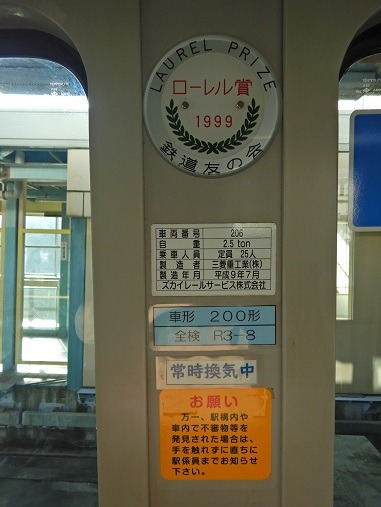 LAUREL PRIZE
ローレル賞
1999
鉄道友の会
車両番号 206
自重 2.5 ton
乗車人員 定員 25人
製造者 三菱重工業(株)
製造年月 平成9年7月
スカイレールサービス株式会社
車形 200形
全検 R3-8
常時換気中
お願い
万一、駅構内や
車内で不審物等を
発見された場合は、
手を触れずに直ちに
駅係員までお知らせ
下さい。